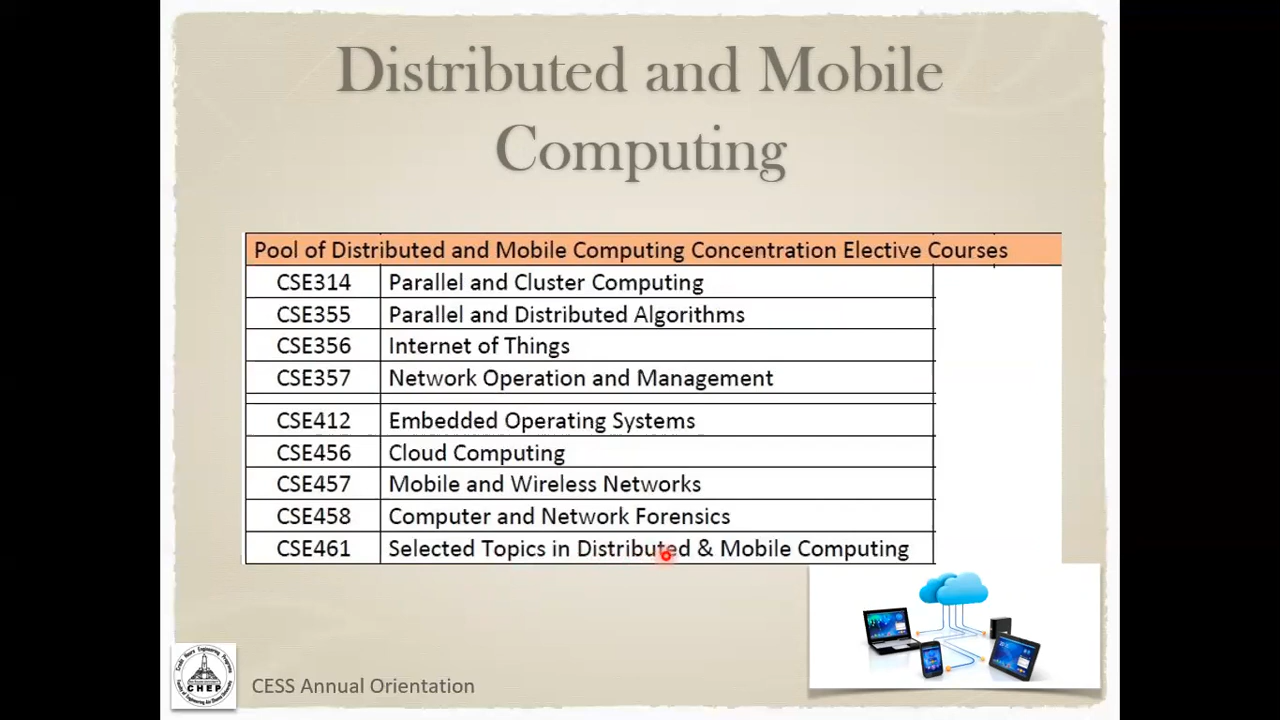 Distributed and Mobile
Computing
Pool of Distributed and Mobile Computing Concentration Elective Courses
CSE314 Parallel and Cluster Computing
CSE355 Parallel and Distributed Algorithms
CSE356 Internet of Things
CSE357 Network Operation and Management
CSE412 Embedded Operating Systems
CSE456 Cloud Computing
CSE457 Mobile and Wireless Networks
CSE458 Computer and Network Forensics
CSE461 Selected Topics in Distributed & Mobile Computing
CHEP
CESS Annual Orientation